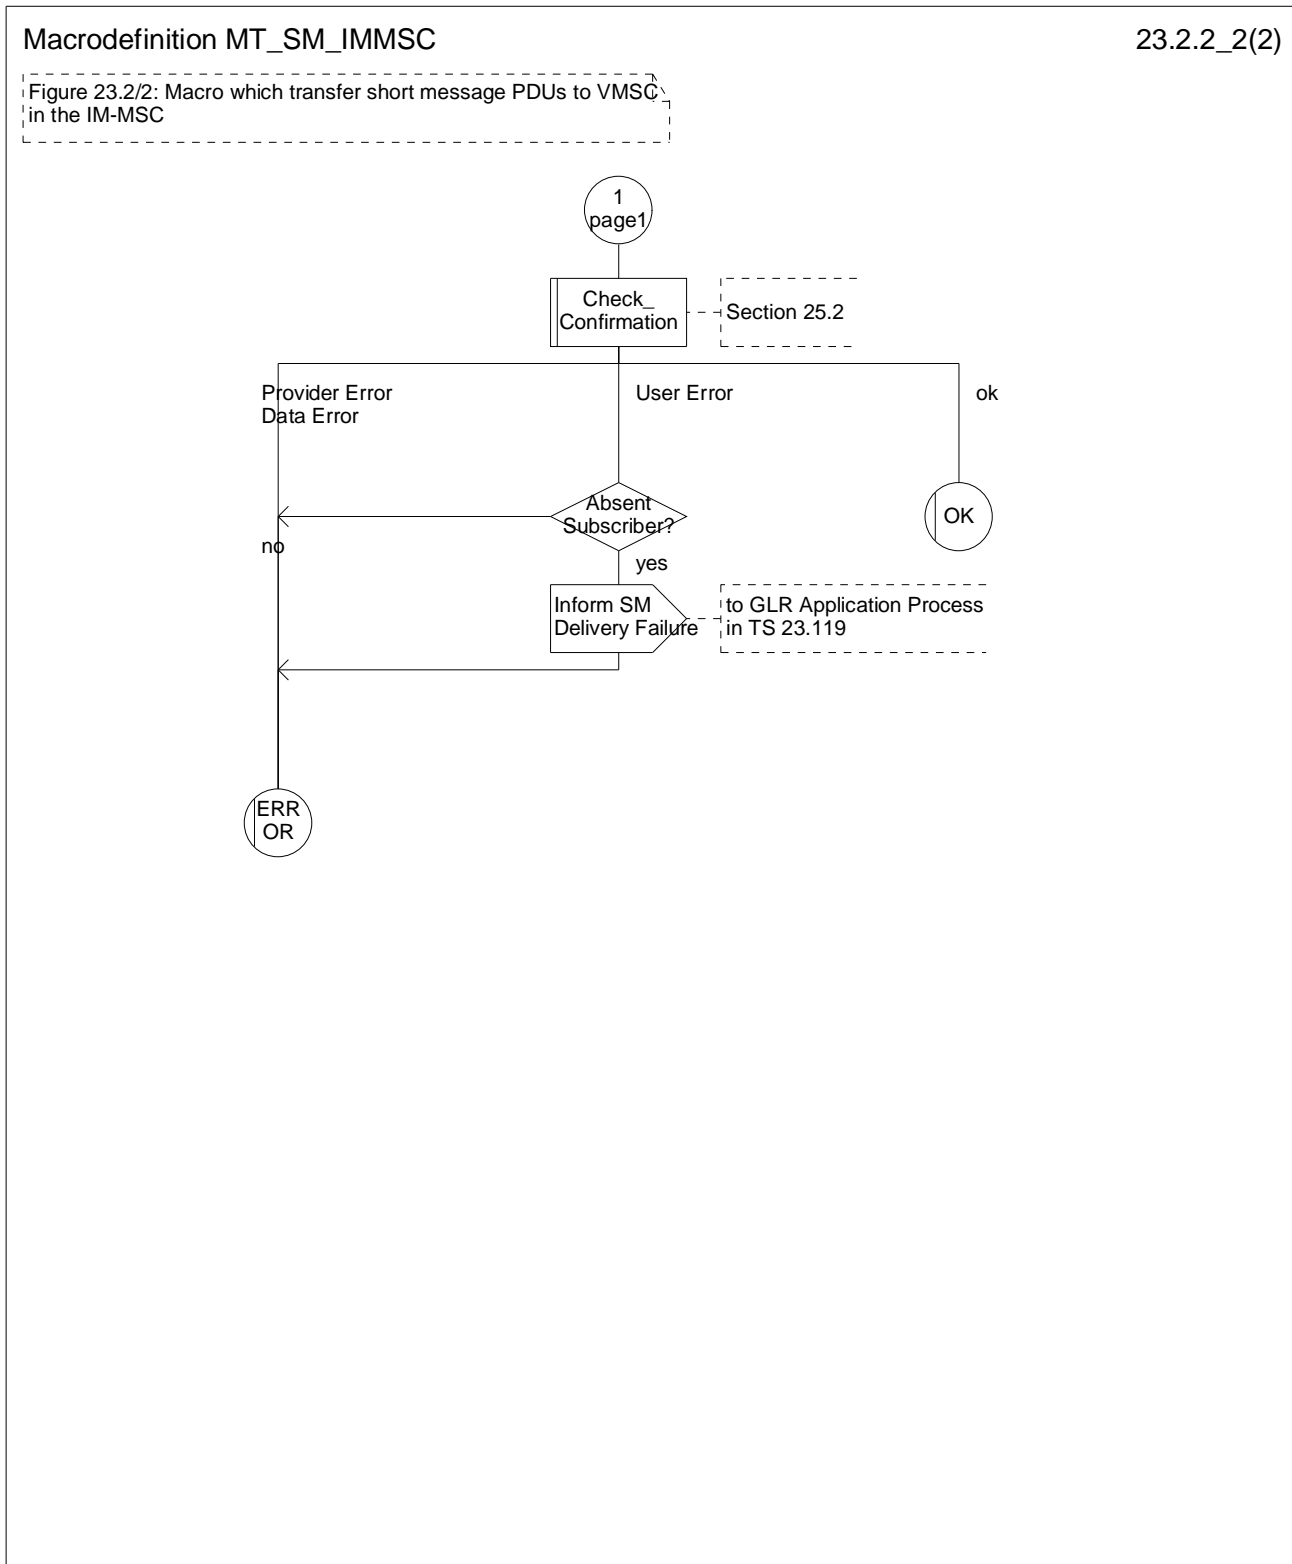 Macrodefinition MT_SM_IMMSC
23.2.2_2(2)
Figure 23.2/2: Macro which transfer short message PDUs to VMSC
in the IM-MSC
1
page1
Check_
Confirmation
Section 25.2
Provider Error
Data Error
User Error
ok
Absent
Subscriber?
OK
no
yes
Inform SM
Delivery Failure
to GLR Application Process
in TS 23.119
ERR
OR